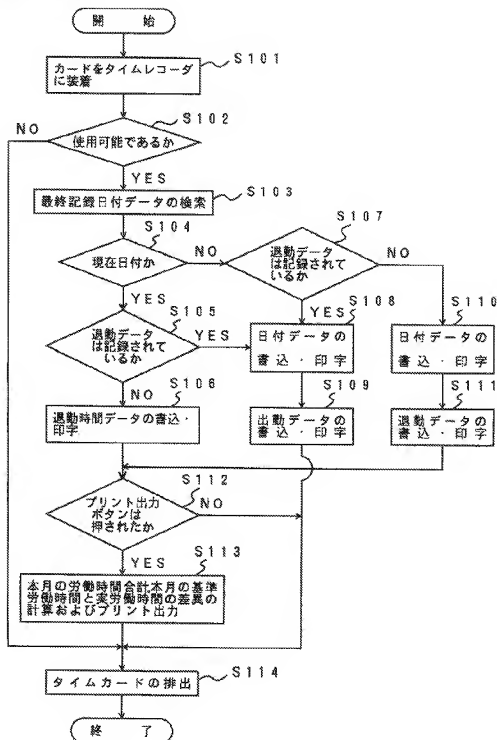 開 始
カードをタイムレコーダ
に装着
S101
S102
NO
使用可能であるか
YES
S103
最終記録日付データの検索
S104
現在日付か
NO
S107
退勤データ
は記録されて
いるか
NO
YES
YES
S105
退勤データ
は記録されて
いるか
YES
NO
S108
日付データの
書込・印字
S110
日付データの
書込・印字
S106
退勤時間データの書込・
印字
S109
出勤データの
書込・印字
S111
退勤データの
書込・印字
S112
プリント出力
ボタンは
押されたか
NO
YES
S113
本月の労働時間合計,本月の基準
労働時間と実労働時間の差異の
計算およびプリント出力
S114
タイムカードの排出
終 了